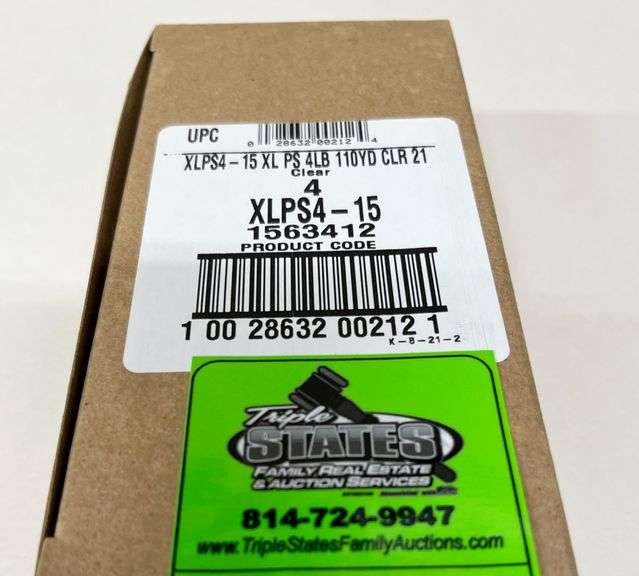 UPC
0 28632 00212 4
XLPS4-15 XL PS 4LB 110YD CLR 21
Clear
4
XLPS4-15
1563412
PRODUCT CODE
1 00 28632 00212 1
K-8-21-2
Triple
STATES
FAMILY REAL ESTATE
& AUCTION SERVICES
814-724-9947
www.TripleStatesFamilyAuctions.com